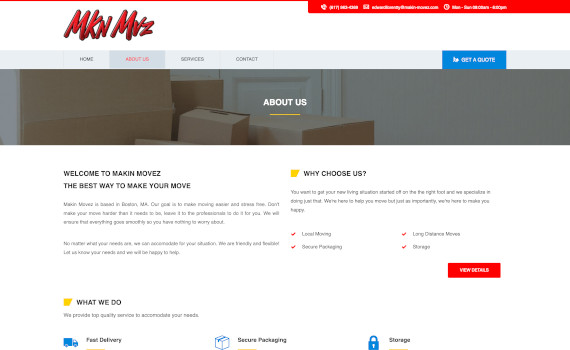 Mon - Sun 08:00am - 6:00pm
MKN MVZ
HOME
ABOUT US
SERVICES
CONTACT
GET A QUOTE
ABOUT US
WELCOME TO MAKIN MOVEZ
THE BEST WAY TO MAKE YOUR MOVE
Makin Movez is based in Boston, MA. Our goal is to make moving easier and stress free. Don't
make your move harder than it needs to be, leave it to the professionals to do it for you. We will
ensure that everything goes smoothly so you have nothing to worry about.
No matter what your needs are, we can accomodate for your situation. We are friendly and flexible!
Let us know your needs and we will be happy to help.
WHY CHOOSE US?
You want to get your new living situation started off on the the right foot and we specialize in
doing just that. We're here to help you move but just as importantly, we're here to make you
happy.
Local Moving
Long Distance Moves
Secure Packaging
Storage
VIEW DETAILS
WHAT WE DO
We provide top quality service to accomodate your needs.
Fast Delivery
Secure Packaging
Storage